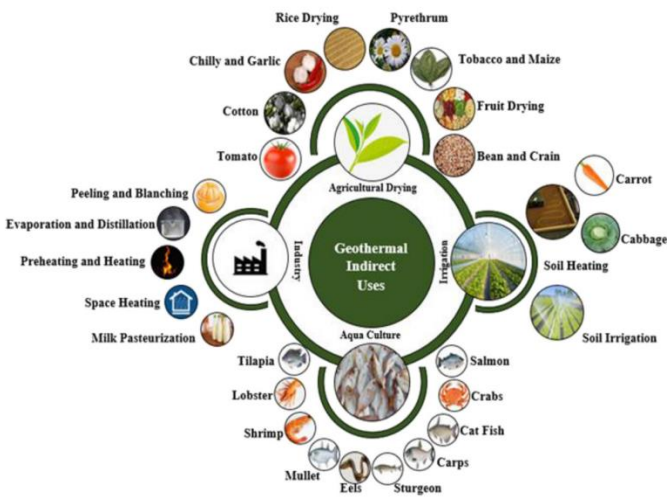 Rice Drying
Pyrethrum
Chilly and Garlic
Tobacco and Maize
Cotton
Fruit Drying
Tomato
Bean and Crain
Agricultural Drying
Peeling and Blanching
Evaporation and Distillation
Preheating and Heating
Space Heating
Milk Pasteurization
Industry
Geothermal
Indirect
Uses
Irrigation
Carrot
Cabbage
Soil Heating
Soil Irrigation
Aqua Culture
Tilapia
Lobster
Shrimp
Mullet
Eels
Sturgeon
Carps
Cat Fish
Crabs
Salmon